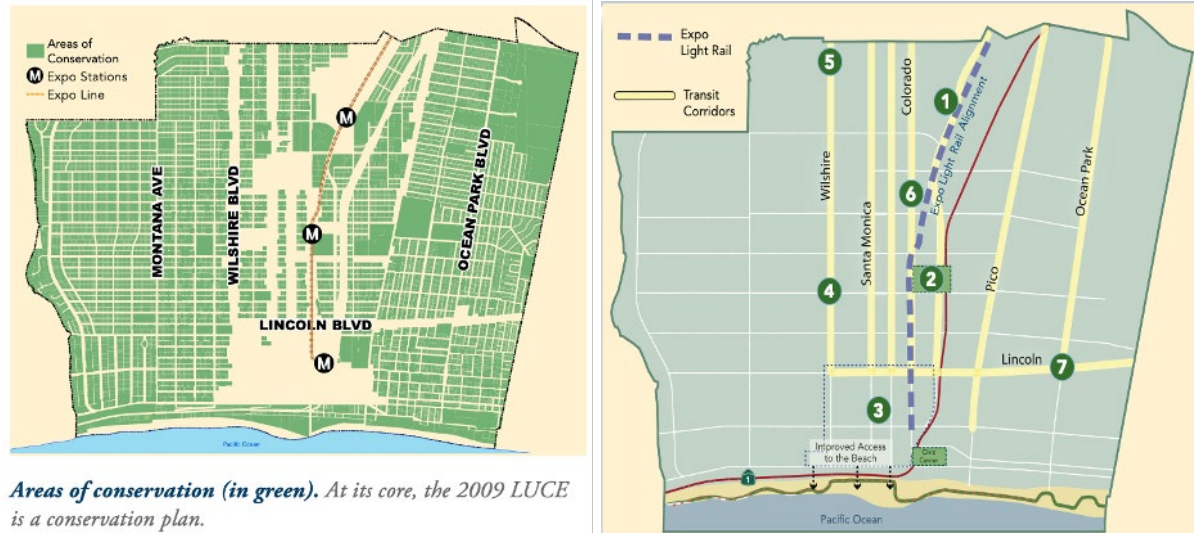 Areas of
Conservation
M Expo Stations
Expo Line
M
M
M
MONTANA AVE
WILSHIRE BLVD
OCEAN PARK BLVD
LINCOLN BLVD
Pacific Ocean
Areas of conservation (in green). At its core, the 2009 LUCE
is a conservation plan.
Expo
Light Rail
Transit
Corridors
5
Colorado
1
Expo Light Rail Alignment
Wilshire
6
Ocean Park
Santa Monica
2
Pico
4
Lincoln
7
3
Improved Access
to the Beach
Civic
Center
1
Pacific Ocean